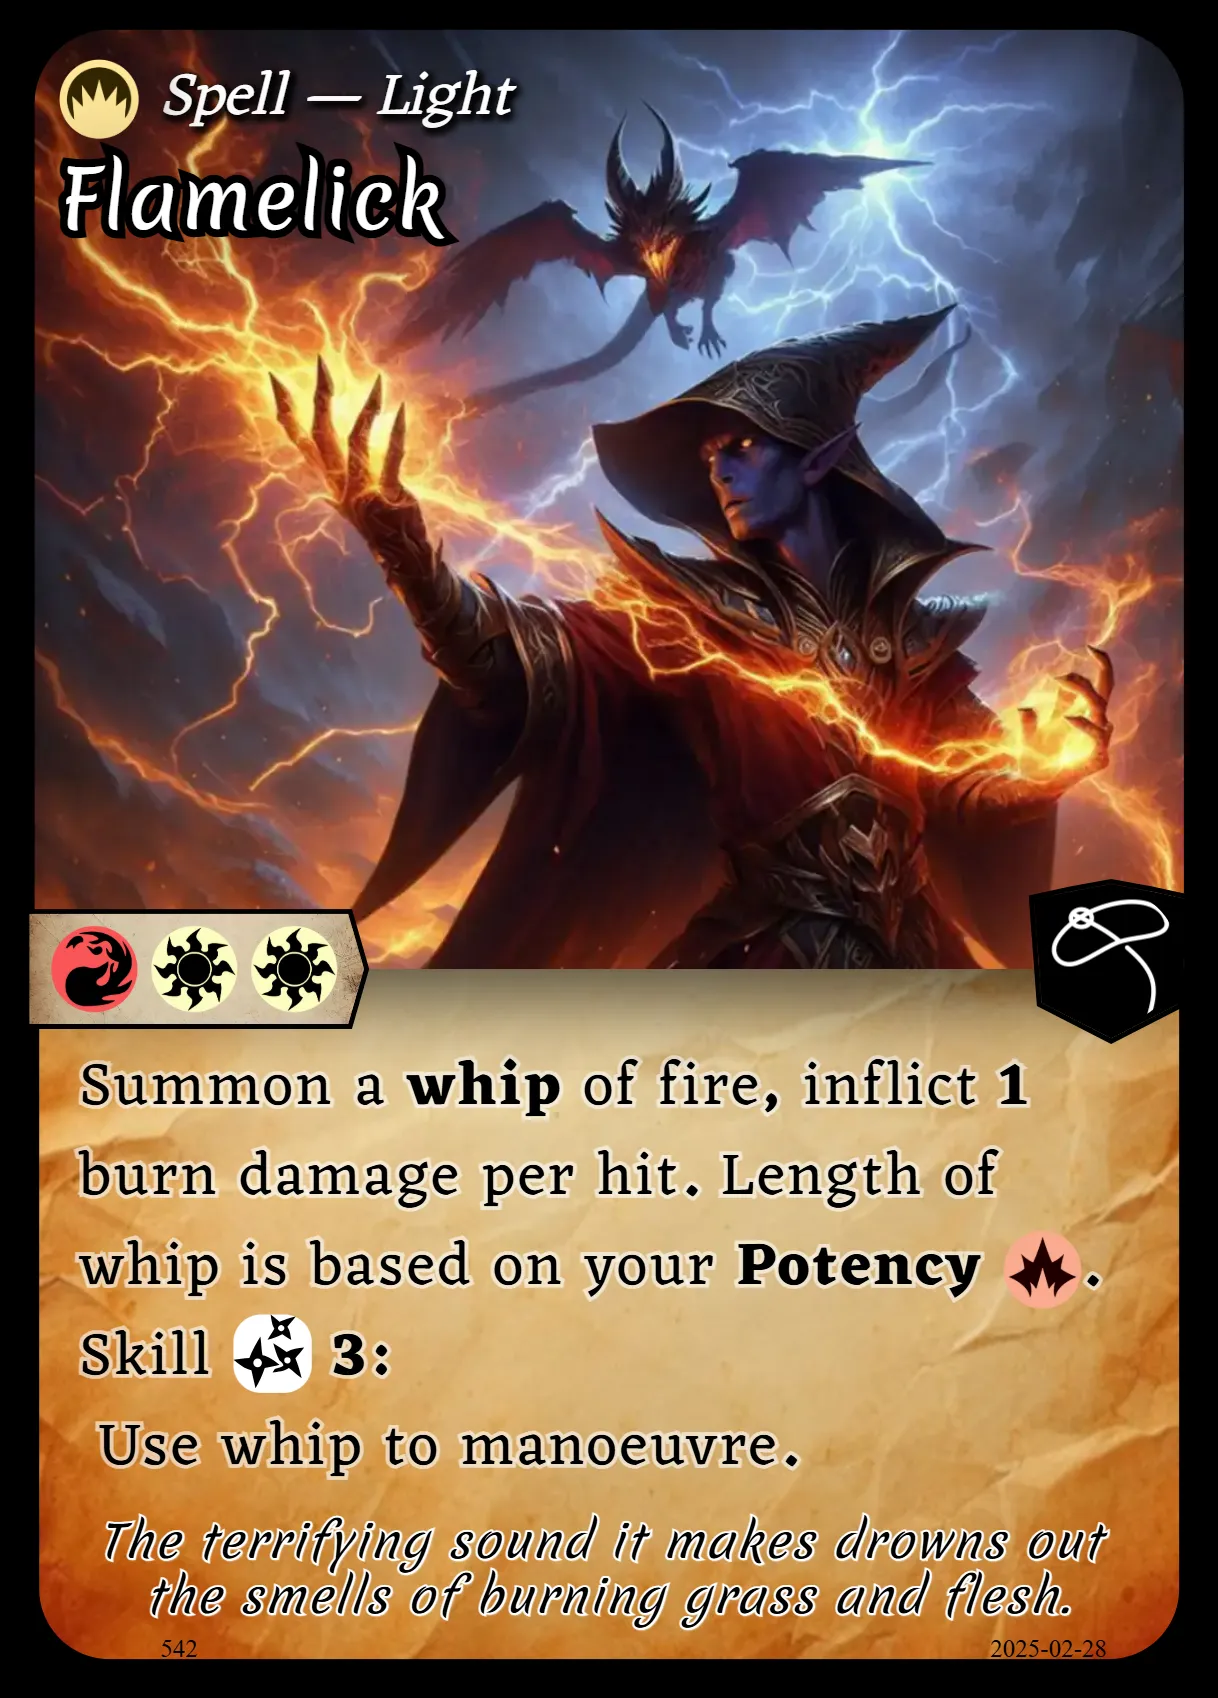 Spell — Light
Flamelick
Summon a whip of fire, inflict 1
burn damage per hit. Length of
whip is based on your Potency .
Skill 3:
Use whip to manoeuvre.
The terrifying sound it makes drowns out
the smells of burning grass and flesh.
542
2025-02-28